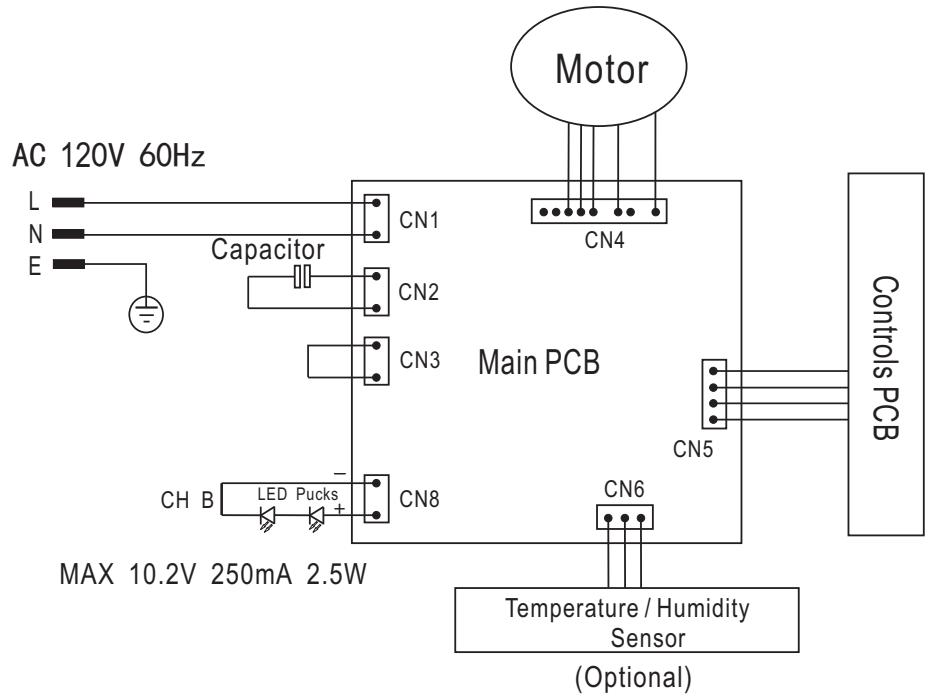 Motor
AC 120V 60Hz
L
N
E
CN1
CN4
Capacitor
CN2
CN3
Main PCB
Controls PCB
CN5
CN6
CH B
LED Pucks
−
+
CN8
MAX 10.2V 250mA 2.5W
Temperature / Humidity
Sensor
(Optional)